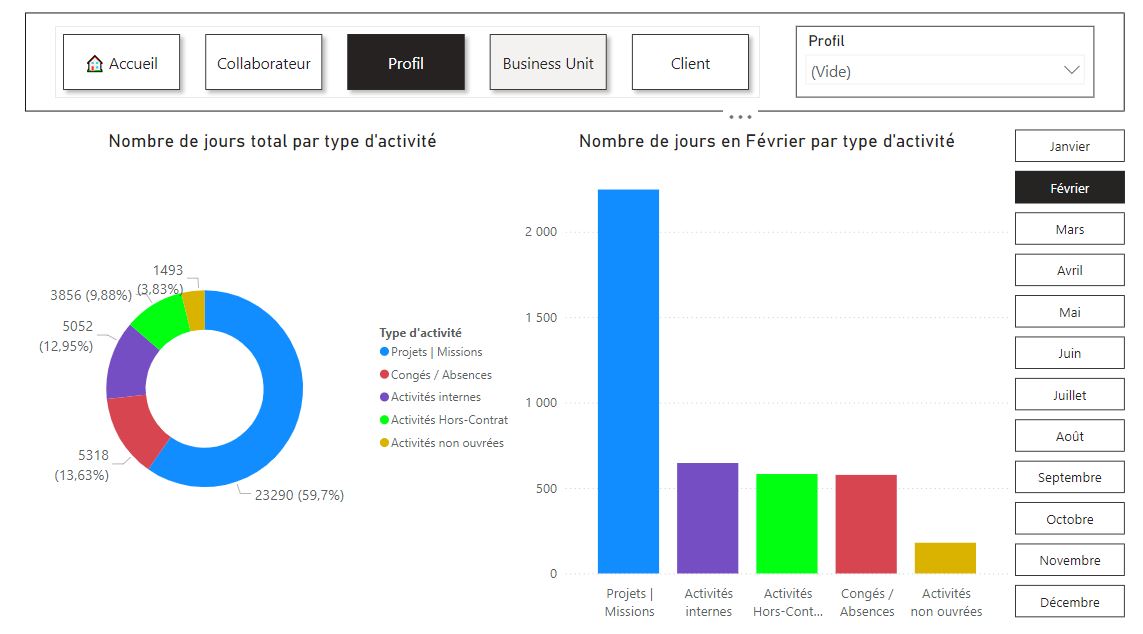 Accueil
Collaborateur
Profil
Business Unit
Client
Profil
(Vide)
Nombre de jours total par type d'activité
1493
(3,83%)
3856 (9,88%)
5052
(12,95%)
5318
(13,63%)
23290 (59,7%)
Type d'activité
Projets | Missions
Congés / Absences
Activités internes
Activités Hors-Contrat
Activités non ouvrées
Nombre de jours en Février par type d'activité
2 000
1 500
1 000
500
0
Projets |
Missions
Activités
internes
Activités
Hors-Cont...
Congés /
Absences
Activités
non ouvrées
Janvier
Février
Mars
Avril
Mai
Juin
Juillet
Août
Septembre
Octobre
Novembre
Décembre